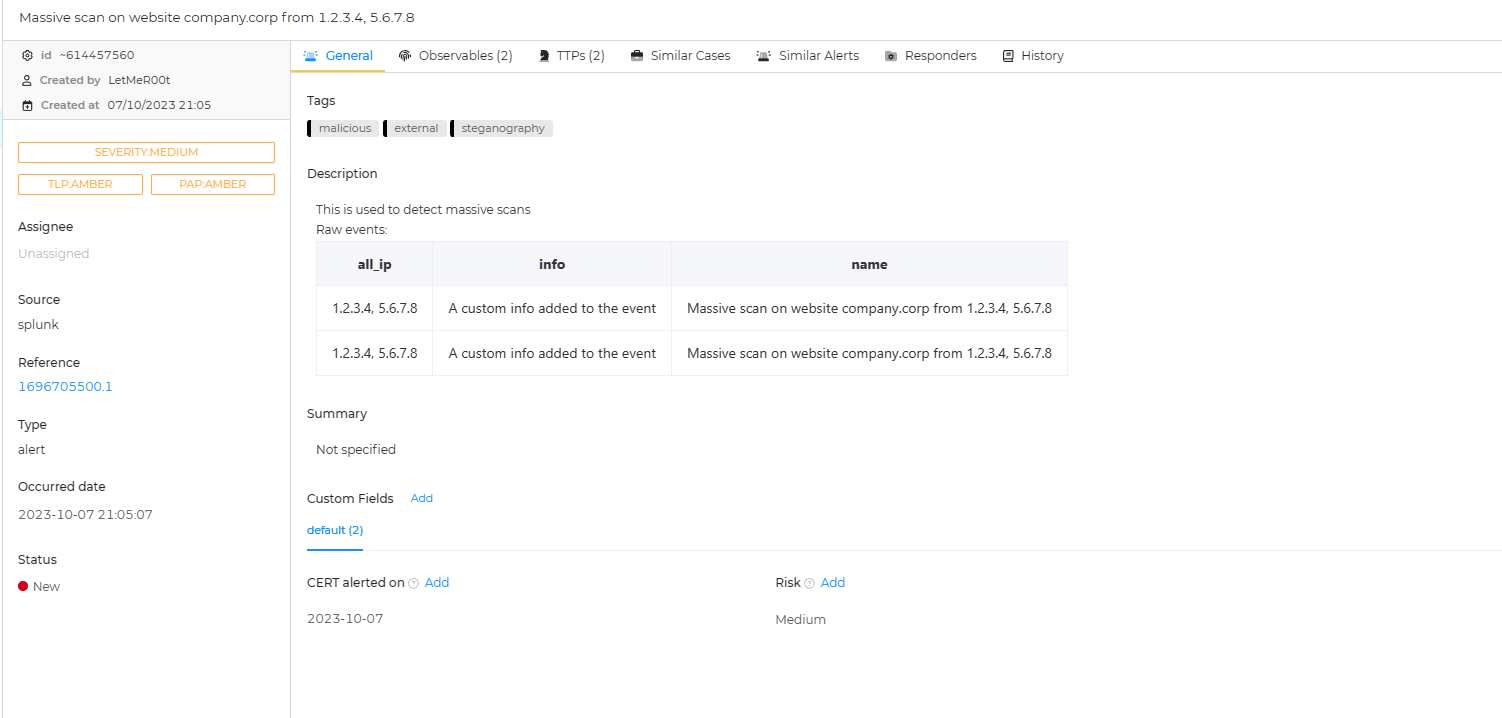 Massive scan on website company.corp from 1.2.3.4, 5.6.7.8
id ~614457560
Created by LetMeR00t
Created at 07/10/2023 21:05
SEVERITY:MEDIUM
TLP:AMBER PAP:AMBER
Assignee
Unassigned
Source
splunk
Reference
1696705500.1
Type
alert
Occurred date
2023-10-07 21:05:07
Status
New
General Observables (2) TTPs (2) Similar Cases Similar Alerts Responders History
Tags
malicious external steganography
Description
This is used to detect massive scans
Raw events:
all_ip info name
1.2.3.4, 5.6.7.8 A custom info added to the event Massive scan on website company.corp from 1.2.3.4, 5.6.7.8
1.2.3.4, 5.6.7.8 A custom info added to the event Massive scan on website company.corp from 1.2.3.4, 5.6.7.8
Summary
Not specified
Custom Fields Add
default (2)
CERT alerted on ? Add Risk ? Add
2023-10-07 Medium